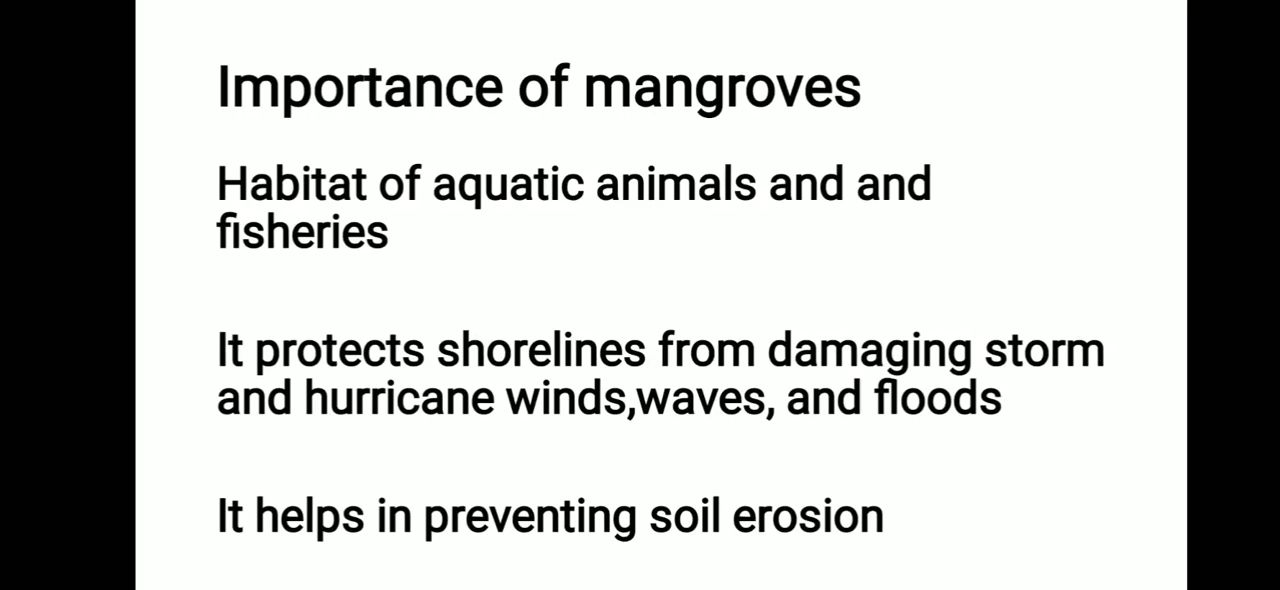 Importance of mangroves
Habitat of aquatic animals and and
fisheries
It protects shorelines from damaging storm
and hurricane winds,waves, and floods
It helps in preventing soil erosion